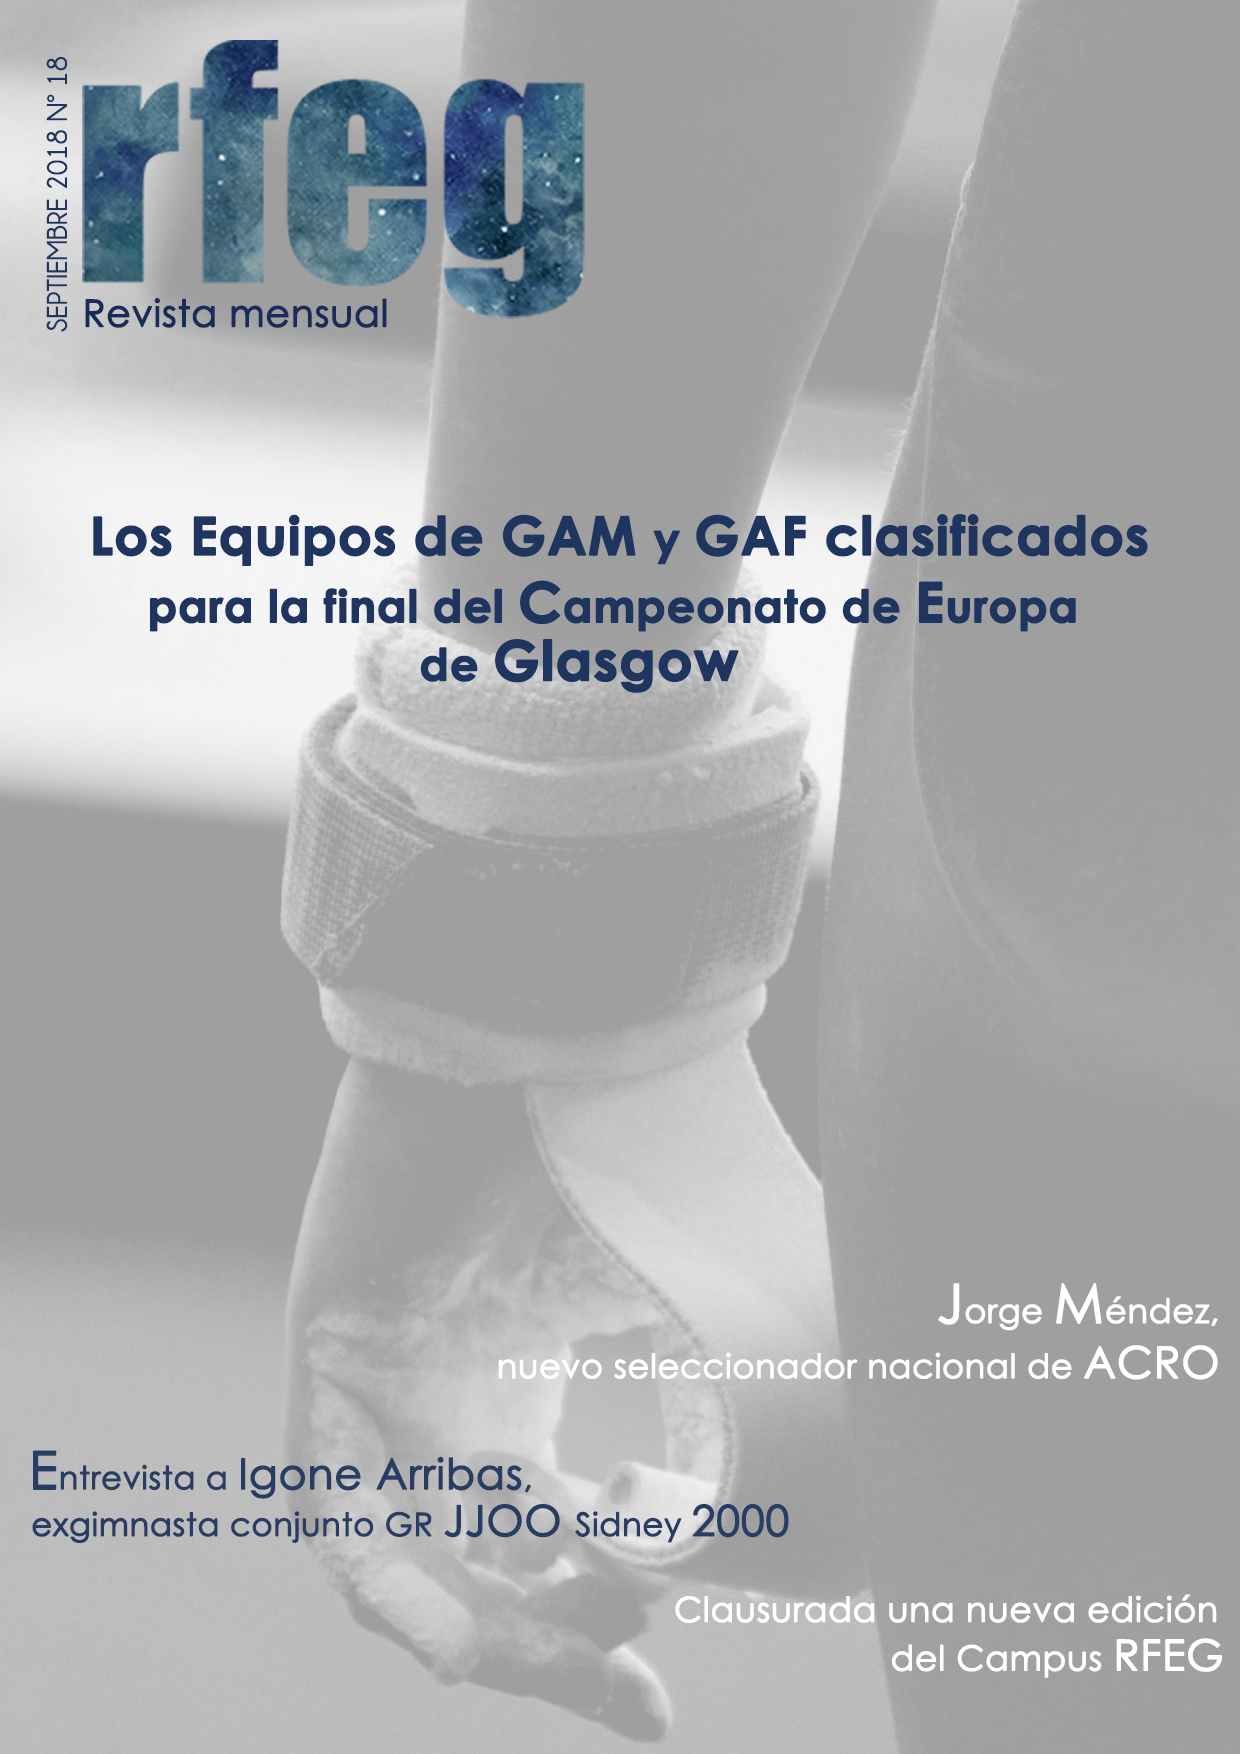 SEPTIEMBRE 2018 Nº 18
rfeg
Revista mensual
Los Equipos de GAM y GAF clasificados
para la final del Campeonato de Europa
de Glasgow
Jorge Méndez,
nuevo seleccionador nacional de ACRO
Entrevista a Igone Arribas,
exgimnasta conjunto GR JJOO Sidney 2000
Clausurada una nueva edición
del Campus RFEG